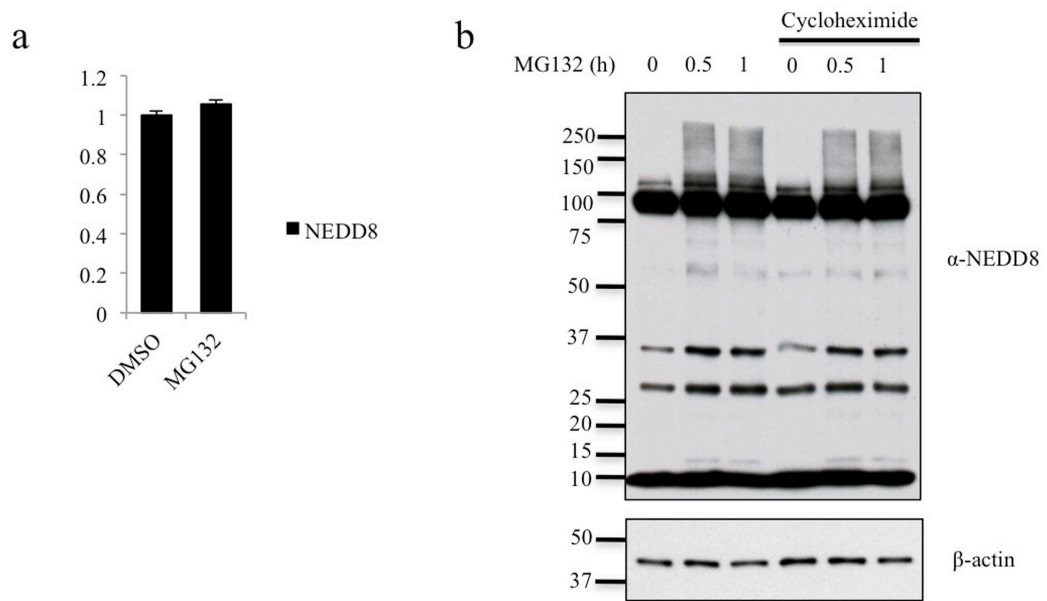 a
1.2
1
0.8
0.6
0.4
0.2
0
DMSO
MG132
NEDD8
b
Cycloheximide
MG132 (h) 0 0.5 1 0 0.5 1
250
150
100
75
50
37
25
20
15
10
α-NEDD8
50
37
β-actin